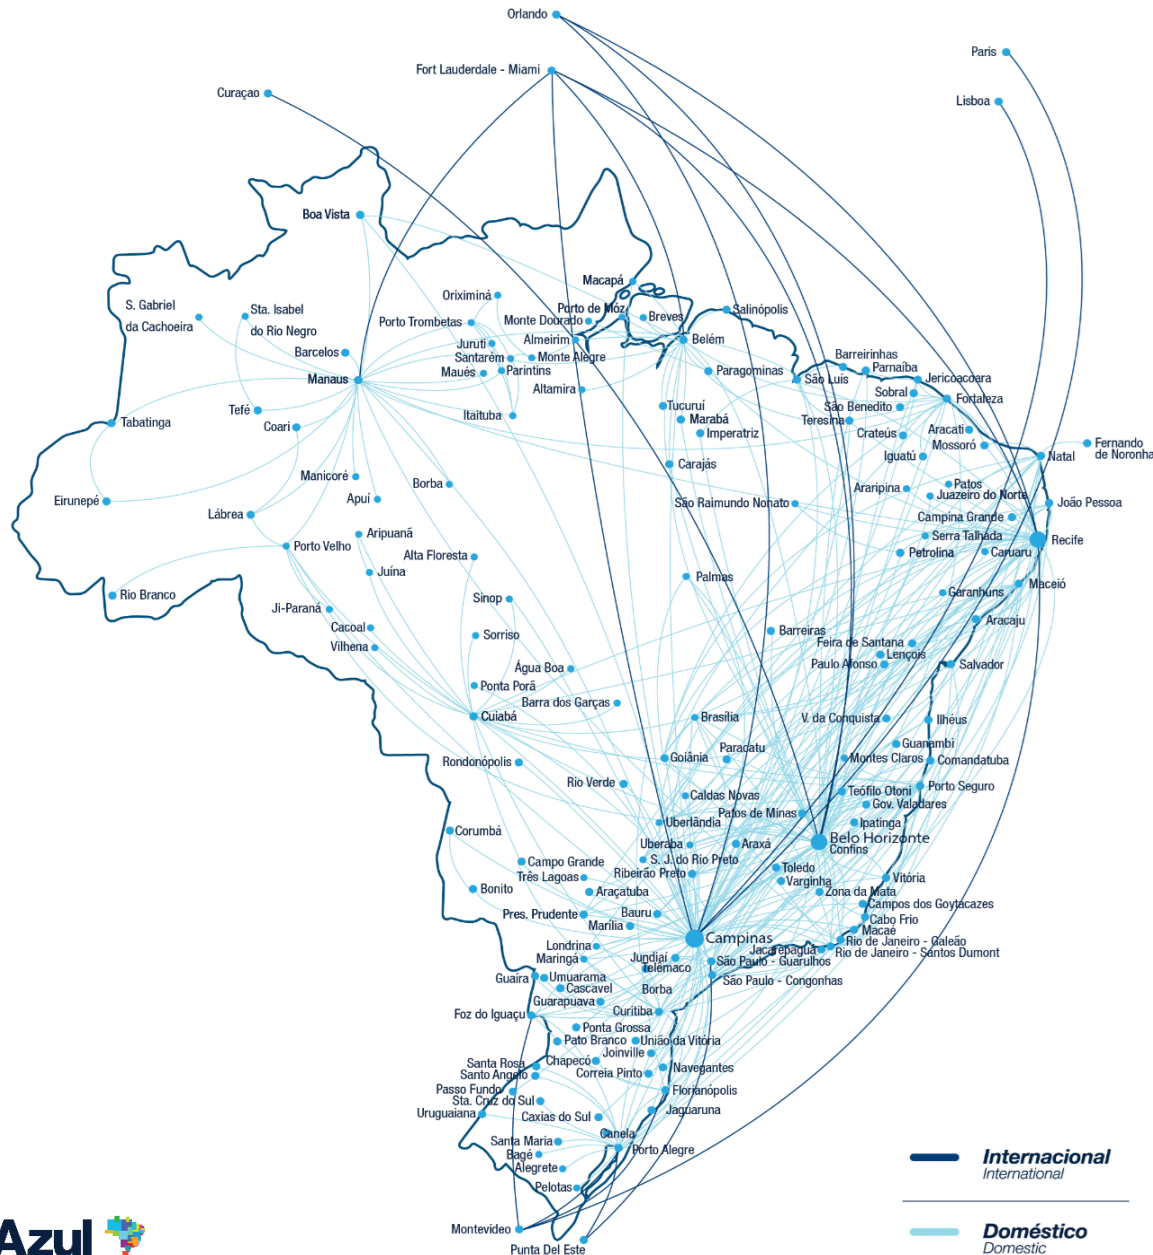 Orlando
Paris
Fort Lauderdale - Miami
Curaçao
Lisboa
Boa Vista
Macapá
Oriximiná
S. Gabriel
da Cachoeira
Sta. Isabel
do Rio Negro
Porto de Móz
Breves
Salinópolis
Porto Trombetas
Monte Dourado
Almeirim
Belém
Juruti
Barcelos
Santarém
Monte Alegre
Barreirinhas
Parnaíba
Maués
Parintins
Paragominas
Manaus
São Luís
Jericoacoara
Altamira
Sobral
Fortaleza
Tefé
Itaituba
Tucuruí
São Benedito
Tabatinga
Coari
Marabá
Teresina
Imperatriz
Crateús
Aracati
Mossoró
Fernando
de Noronha
Iguatú
Natal
Carajás
Manicoré
Borba
Apuí
Araripina
Patos
Juazeiro do Norte
Eirunepé
São Raimundo Nonato
João Pessoa
Lábrea
Campina Grande
Aripuanã
Serra Talhada
Recife
Porto Velho
Alta Floresta
Petrolina
Caruaru
Juína
Palmas
Maceió
Rio Branco
Sinop
Garanhuns
Ji-Paraná
Aracaju
Cacoal
Sorriso
Barreiras
Feira de Santana
Vilhena
Lençois
Água Boa
Paulo Afonso
Salvador
Ponta Porã
Barra dos Garças
Cuiabá
Brasília
V. da Conquista
Ilhéus
Guanambi
Paracatu
Rondonópolis
Goiânia
Montes Claros
Comandatuba
Rio Verde
Caldas Novas
Teófilo Otoni
Porto Seguro
Gov. Valadares
Patos de Minas
Uberlândia
Ipatinga
Corumbá
Belo Horizonte
Confins
Uberaba
Araxá
Campo Grande
S. J. do Rio Preto
Toledo
Três Lagoas
Ribeirão Preto
Varginha
Vitória
Bonito
Araçatuba
Zona da Mata
Campos dos Goytacazes
Pres. Prudente
Bauru
Cabo Frio
Marília
Macaé
Campinas
Rio de Janeiro - Galeão
Londrina
Jacarepaguá
Rio de Janeiro - Santos Dumont
Maringá
Jundiaí
São Paulo - Guarulhos
Telêmaco
Borba
Guaíra
Umuarama
São Paulo - Congonhas
Cascavel
Guarapuava
Foz do Iguaçu
Curitiba
Ponta Grossa
Pato Branco
União da Vitória
Joinville
Santa Rosa
Chapecó
Navegantes
Santo Angelo
Correia Pinto
Passo Fundo
Florianópolis
Sta. Cruz do Sul
Uruguaiana
Caxias do Sul
Jaguaruna
Canela
Santa Maria
Porto Alegre
Bagé
Alegrete
Pelotas
Montevideo
Punta Del Este
Internacional
International
Doméstico
Domestic
Azul